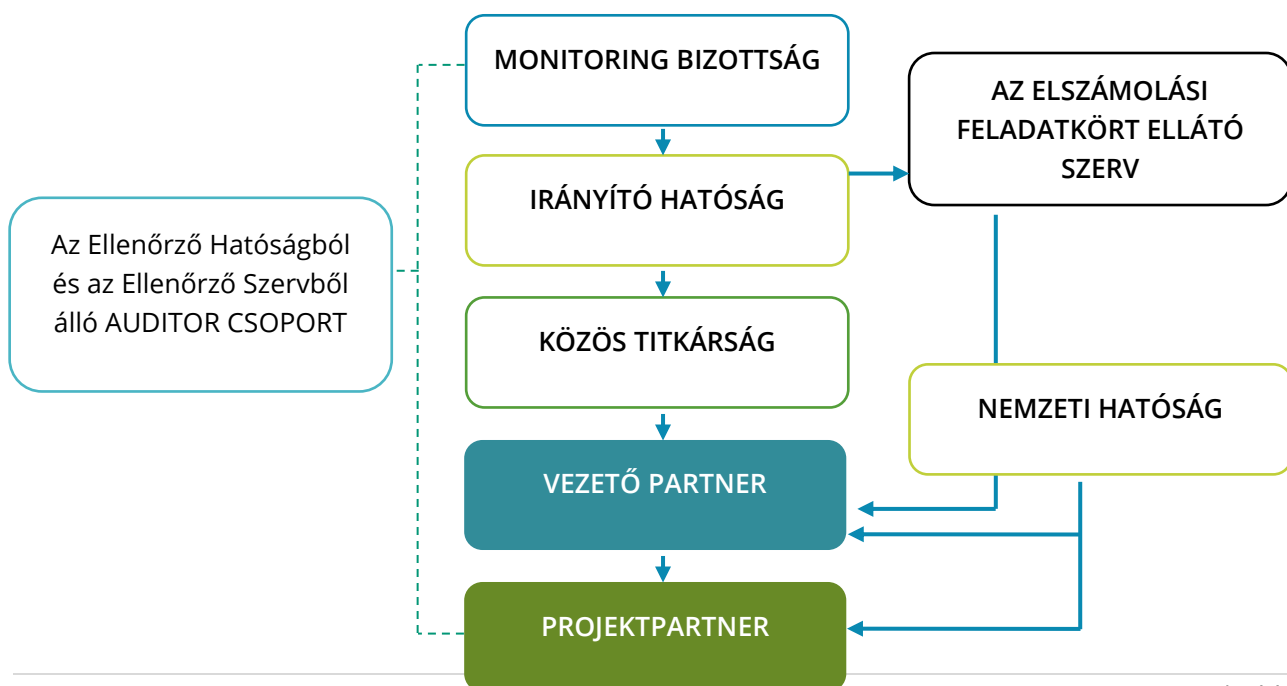 MONITORING BIZOTTSÁG
AZ ELSZÁMOLÁSI
FELADATKÖRT ELLÁTÓ
SZERV
IRÁNYÍTÓ HATÓSÁG
Az Ellenőrző Hatóságból
és az Ellenőrző Szervből
álló AUDITOR CSOPORT
KÖZÖS TITKÁRSÁG
NEMZETI HATÓSÁG
VEZETŐ PARTNER
PROJEKTPARTNER